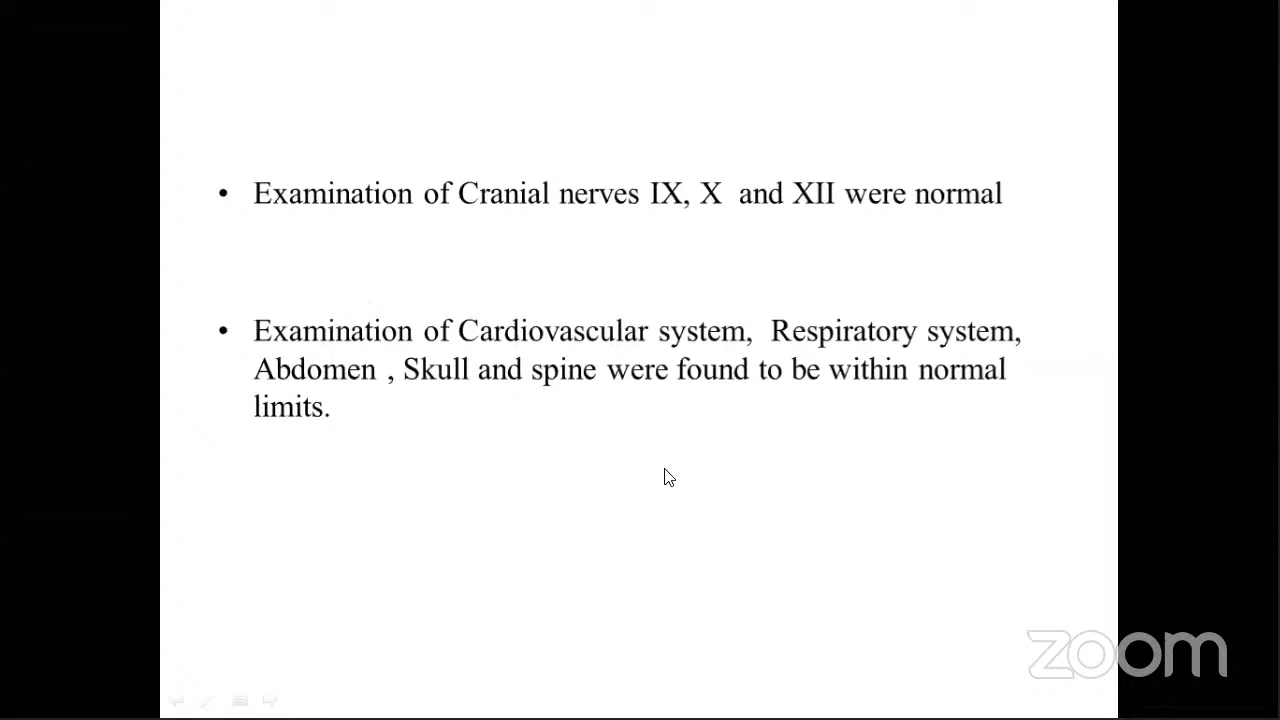 • Examination of Cranial nerves IX, X  and XII were normal
• Examination of Cardiovascular system,  Respiratory system,
Abdomen , Skull and spine were found to be within normal
limits.
zoom